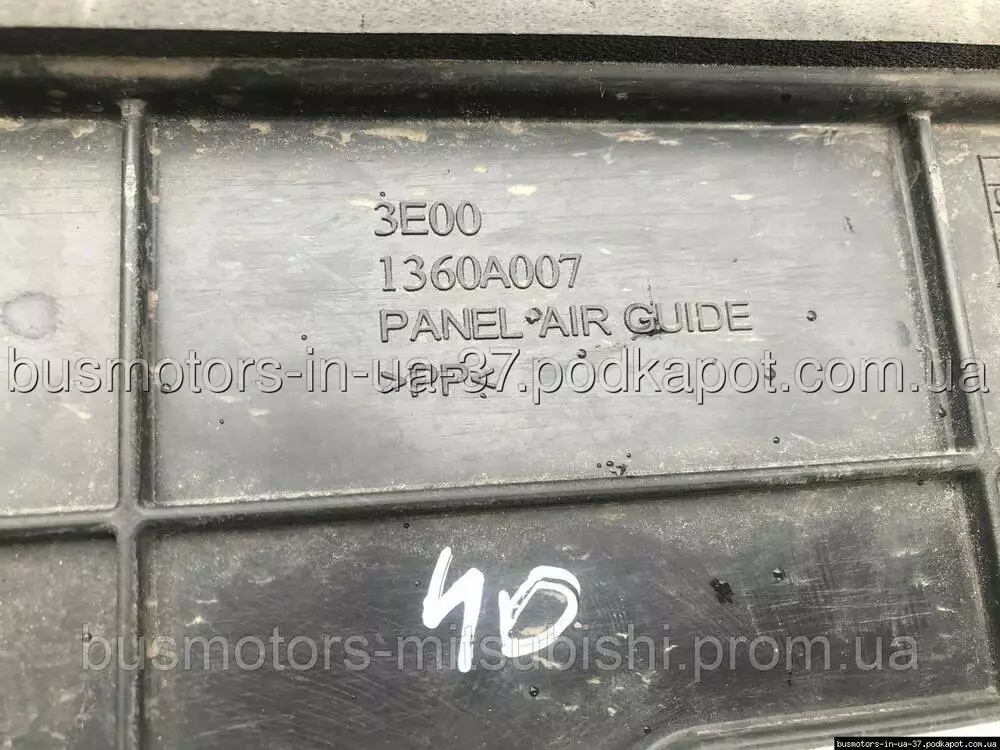 3E00
1360A007
PANEL AIR GUIDE
>PP<
busmotors-in-ua-37.podkapot.com.ua
busmotors-mitsubishi.prom.ua
busmotors-in-ua-37.podkapot.com.ua